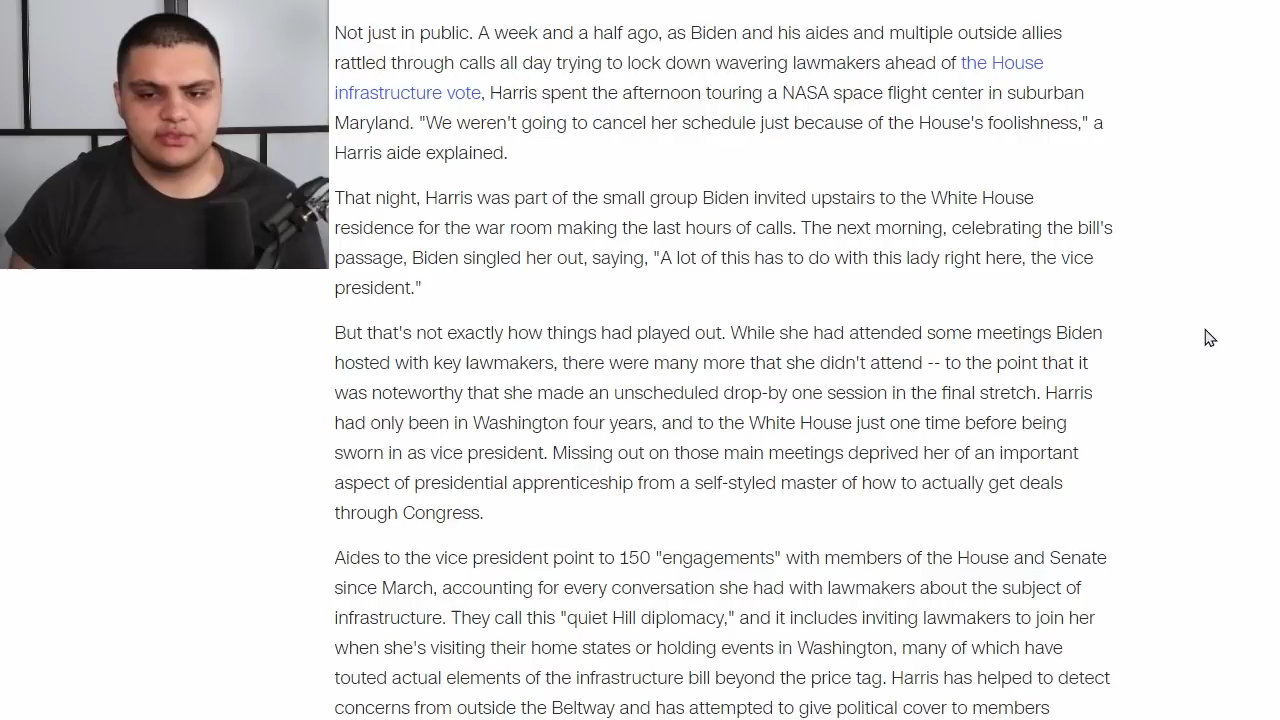 Not just in public. A week and a half ago, as Biden and his aides and multiple outside allies
rattled through calls all day trying to lock down wavering lawmakers ahead of the House
infrastructure vote, Harris spent the afternoon touring a NASA space flight center in suburban
Maryland. "We weren't going to cancel her schedule just because of the House's foolishness," a
Harris aide explained.
That night, Harris was part of the small group Biden invited upstairs to the White House
residence for the war room making the last hours of calls. The next morning, celebrating the bill's
passage, Biden singled her out, saying, "A lot of this has to do with this lady right here, the vice
president."
But that's not exactly how things had played out. While she had attended some meetings Biden
hosted with key lawmakers, there were many more that she didn't attend -- to the point that it
was noteworthy that she made an unscheduled drop-by one session in the final stretch. Harris
had only been in Washington four years, and to the White House just one time before being
sworn in as vice president. Missing out on those main meetings deprived her of an important
aspect of presidential apprenticeship from a self-styled master of how to actually get deals
through Congress.
Aides to the vice president point to 150 "engagements" with members of the House and Senate
since March, accounting for every conversation she had with lawmakers about the subject of
infrastructure. They call this "quiet Hill diplomacy," and it includes inviting lawmakers to join her
when she's visiting their home states or holding events in Washington, many of which have
touted actual elements of the infrastructure bill beyond the price tag. Harris has helped to detect
concerns from outside the Beltway and has attempted to give political cover to members